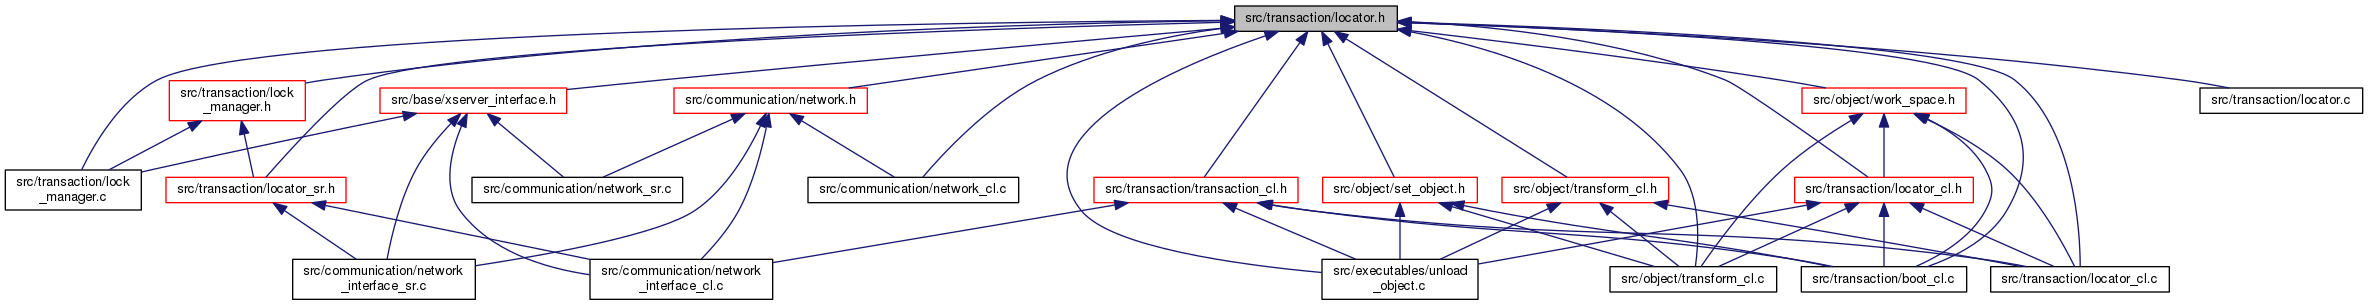 src/transaction/locator.h
src/transaction/lock
_manager.h
src/base/xserver_interface.h
src/communication/network.h
src/object/work_space.h
src/transaction/locator.c
src/transaction/lock
_manager.c
src/transaction/locator_sr.h
src/communication/network_sr.c
src/communication/network_cl.c
src/transaction/transaction_cl.h
src/object/set_object.h
src/object/transform_cl.h
src/transaction/locator_cl.h
src/communication/network
_interface_sr.c
src/communication/network
_interface_cl.c
src/executables/unload
_object.c
src/object/transform_cl.c
src/transaction/boot_cl.c
src/transaction/locator_cl.c